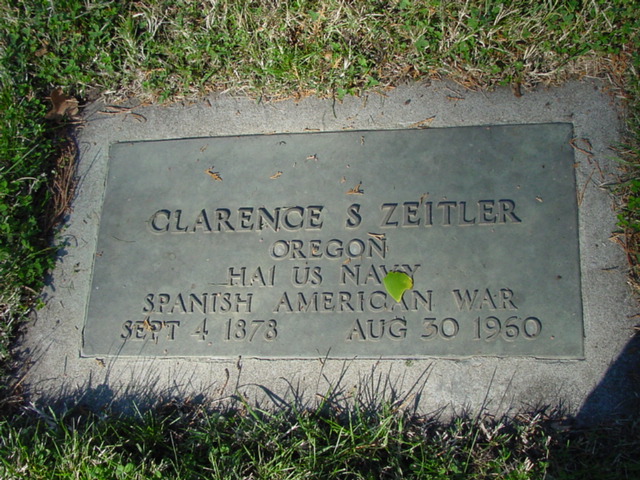 CLARENCE S ZEITLER
OREGON
HA1 US NAVY
SPANISH AMERICAN WAR
SEPT 4 1878 AUG 30 1960